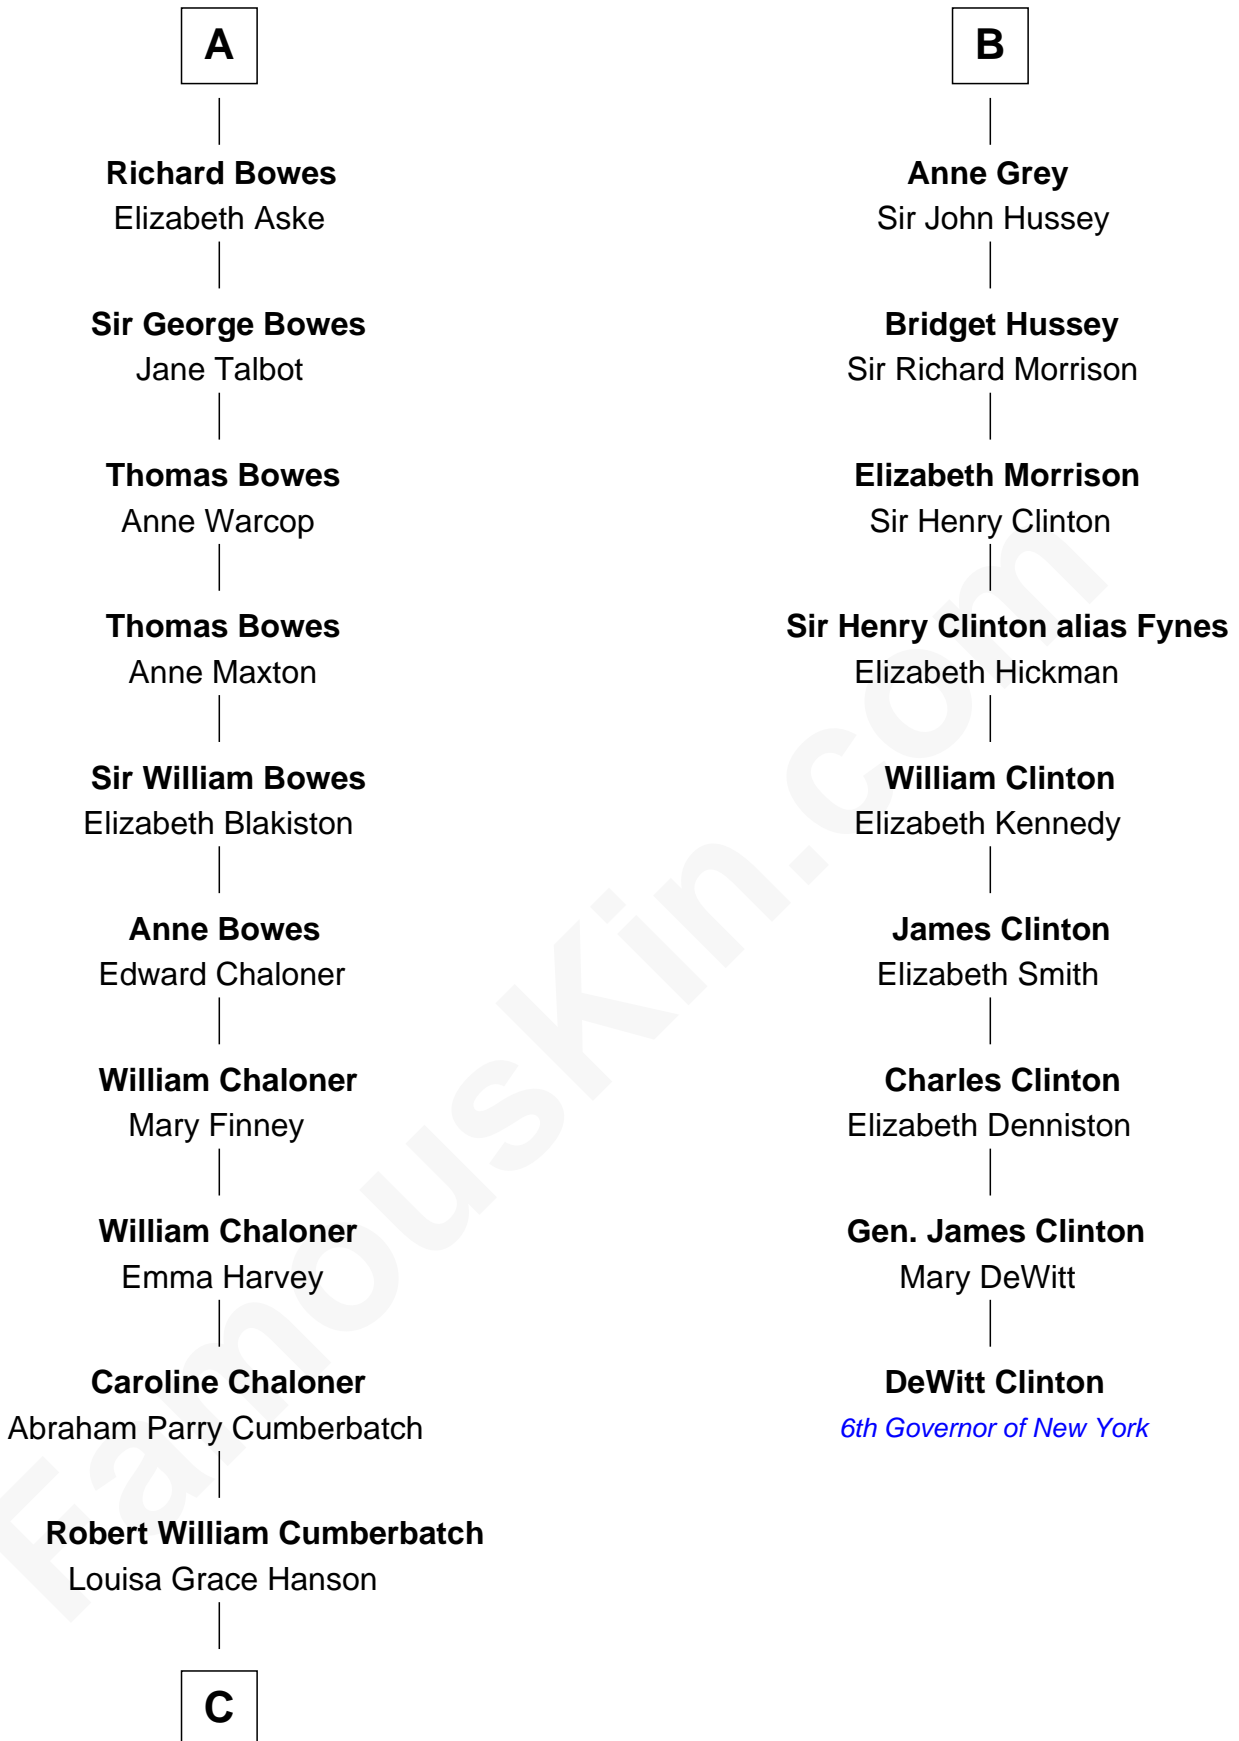 A
Richard Bowes
Elizabeth Aske
Sir George Bowes
Jane Talbot
Thomas Bowes
Anne Warcop
Thomas Bowes
Anne Maxton
Sir William Bowes
Elizabeth Blakiston
Anne Bowes
Edward Chaloner
William Chaloner
Mary Finney
William Chaloner
Emma Harvey
Caroline Chaloner
Abraham Parry Cumberbatch
Robert William Cumberbatch
Louisa Grace Hanson
C
B
Anne Grey
Sir John Hussey
Bridget Hussey
Sir Richard Morrison
Elizabeth Morrison
Sir Henry Clinton
Sir Henry Clinton alias Fynes
Elizabeth Hickman
William Clinton
Elizabeth Kennedy
James Clinton
Elizabeth Smith
Charles Clinton
Elizabeth Denniston
Gen. James Clinton
Mary DeWitt
DeWitt Clinton
6th Governor of New York
FamousKin.com